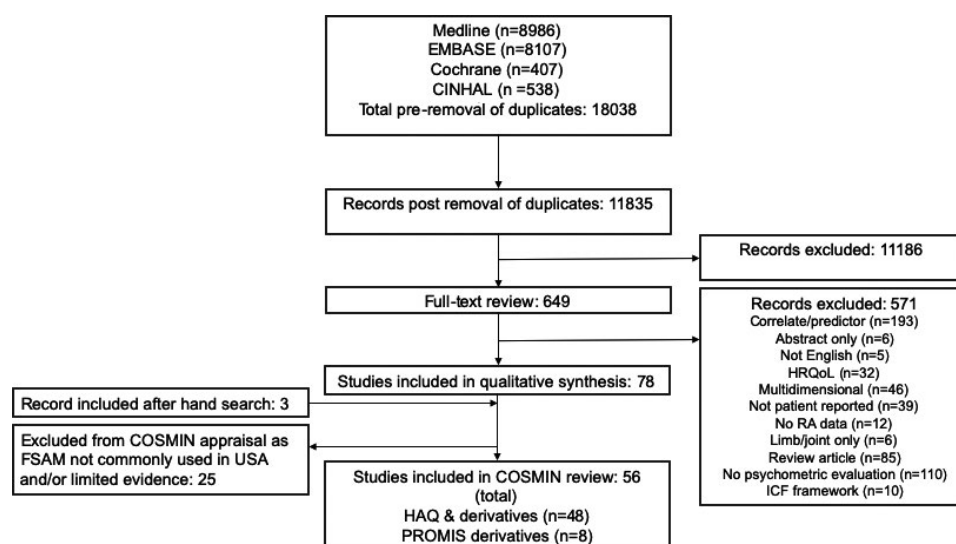 Medline (n=8986)
EMBASE (n=8107)
Cochrane (n=407)
CINHAL (n =538)
Total pre-removal of duplicates: 18038
Records post removal of duplicates: 11835
Records excluded: 11186
Full-text review: 649
Records excluded: 571
Correlate/predictor (n=193)
Abstract only (n=6)
Not English (n=5)
HRQoL (n=32)
Multidimensional (n=46)
Not patient reported (n=39)
No RA data (n=12)
Limb/joint only (n=6)
Review article (n=85)
No psychometric evaluation (n=110)
ICF framework (n=10)
Studies included in qualitative synthesis: 78
Record included after hand search: 3
Excluded from COSMIN appraisal as
FSAM not commonly used in USA
and/or limited evidence: 25
Studies included in COSMIN review: 56
(total)
HAQ & derivatives (n=48)
PROMIS derivatives (n=8)